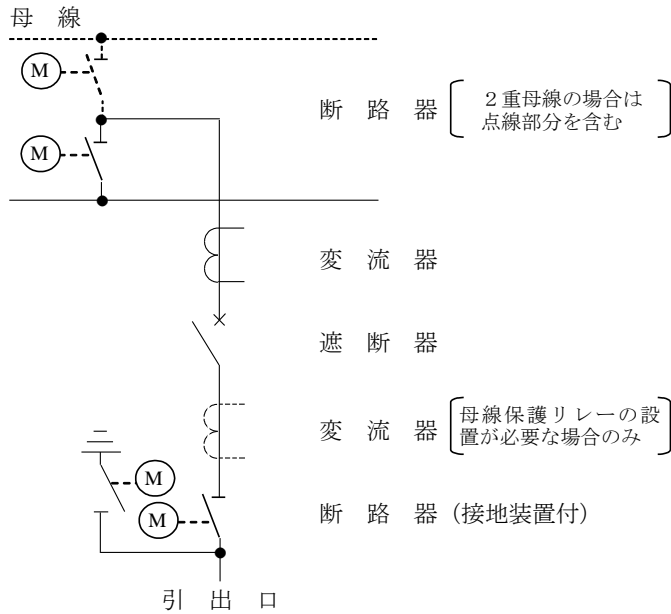 母 線
M
断 路 器 ２重母線の場合は
点線部分を含む
M
変 流 器
遮 断 器
変 流 器 母線保護リレーの設
置が必要な場合のみ
M
M 断 路 器 (接地装置付)
引 出 口